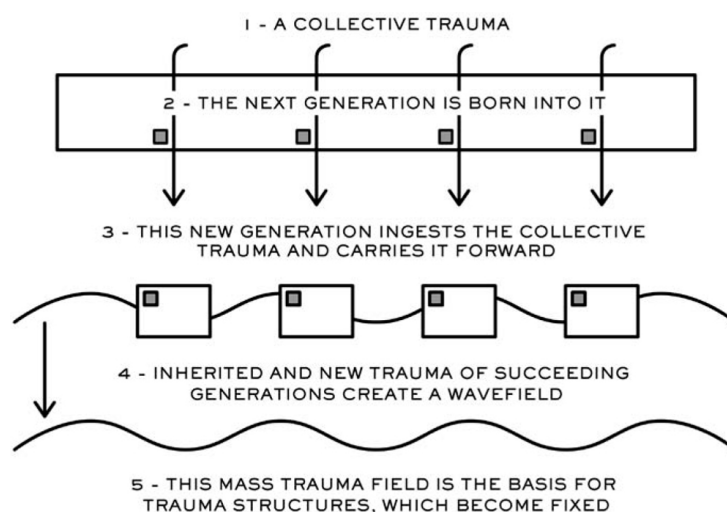 1 - A COLLECTIVE TRAUMA
2 - THE NEXT GENERATION IS BORN INTO IT
3 - THIS NEW GENERATION INGESTS THE COLLECTIVE
TRAUMA AND CARRIES IT FORWARD
4 - INHERITED AND NEW TRAUMA OF SUCCEEDING
GENERATIONS CREATE A WAVEFIELD
5 - THIS MASS TRAUMA FIELD IS THE BASIS FOR
TRAUMA STRUCTURES, WHICH BECOME FIXED